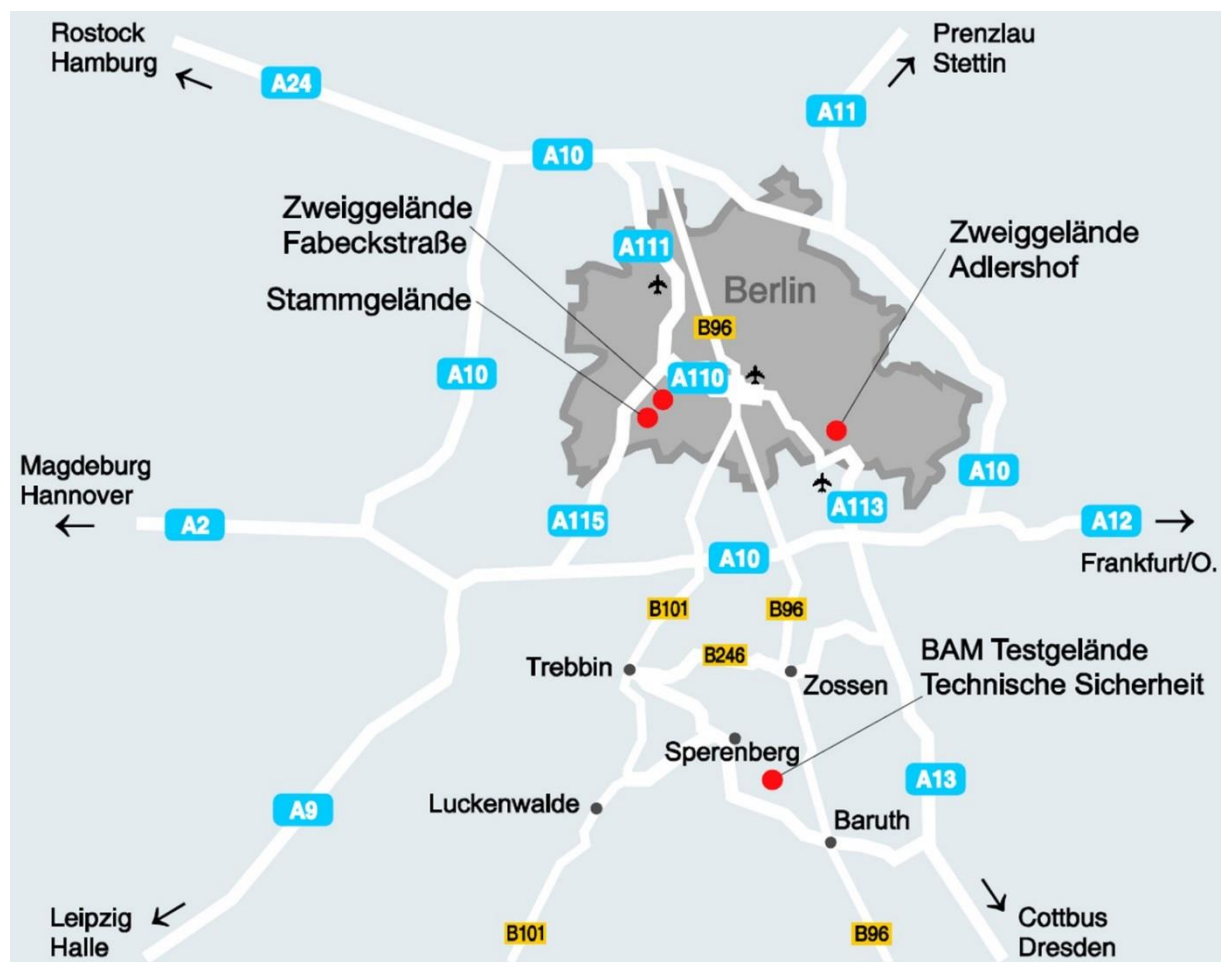 Rostock
Hamburg
Prenzlau
Stettin
A24
A11
A10
Zweiggelände
Fabeckstraße
A111
Zweiggelände
Adlershof
Stammgelände
Berlin
B96
A10
A110
Magdeburg
Hannover
A10
A2
A115
A113
A12
A10
Frankfurt/O.
B101
B96
B246
Trebbin
Zossen
BAM Testgelände
Technische Sicherheit
Sperenberg
A13
A9
Luckenwalde
Baruth
Leipzig
Halle
B101
B96
Cottbus
Dresden